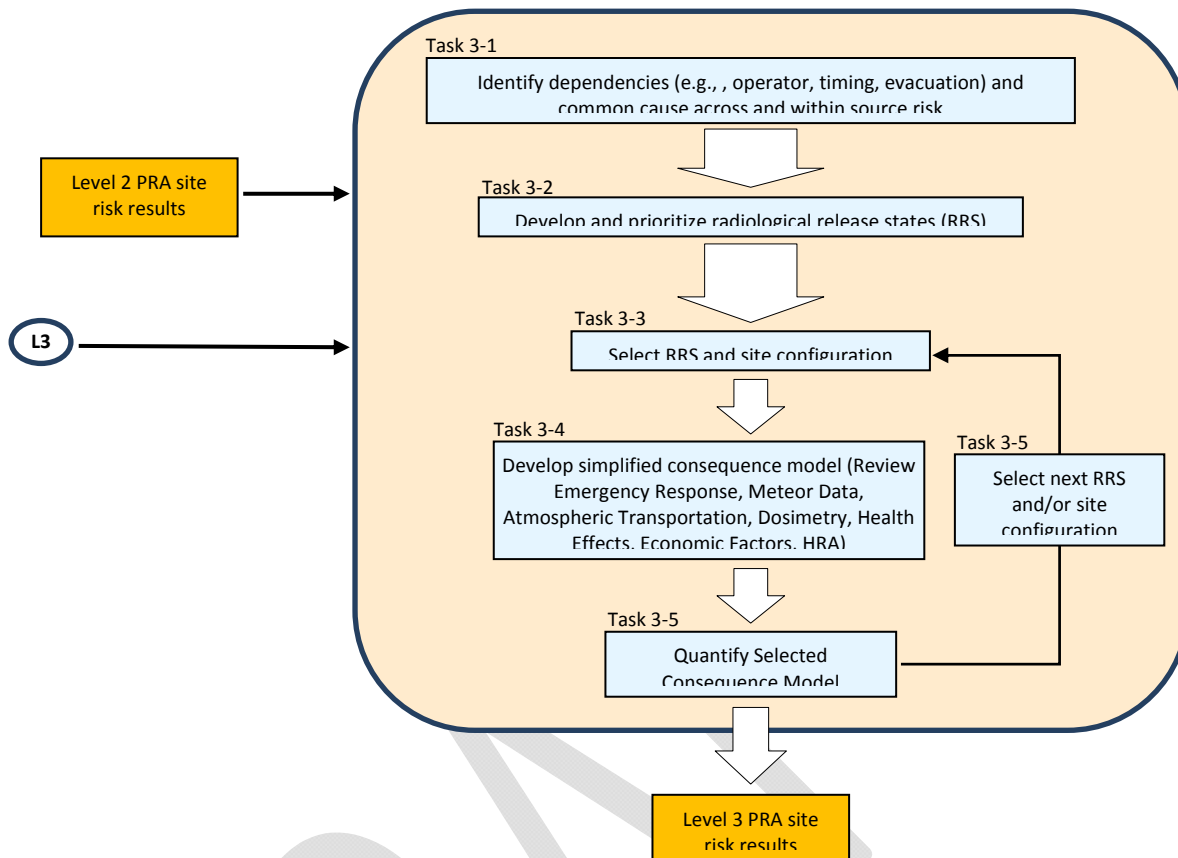 Task 3-1
Identify dependencies (e.g., , operator, timing, evacuation) and
common cause across and within source risk
Level 2 PRA site
risk results
Task 3-2
Develop and prioritize radiological release states (RRS)
L3
Task 3-3
Select RRS and site configuration
Task 3-4
Develop simplified consequence model (Review
Emergency Response, Meteor Data,
Atmospheric Transportation, Dosimetry, Health
Effects, Economic Factors, HRA)
Task 3-5
Select next RRS
and/or site
configuration
Task 3-5
Quantify Selected
Consequence Model
Level 3 PRA site
risk results